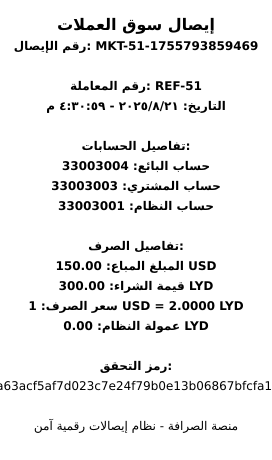 إيصال سوق العملات
رقم الإيصال: MKT-51-1755793859469
رقم المعاملة: REF-51
التاريخ: ٢٠٢٥/٨/٢١ - ٤:٣٠:٥٩ م
تفاصيل الحسابات:
حساب البائع: 33003004
حساب المشتري: 33003003
حساب النظام: 33003001
تفاصيل الصرف:
المبلغ المباع: 150.00 USD
قيمة الشراء: 300.00 LYD
سعر الصرف: 1 USD = 2.0000 LYD
عمولة النظام: 0.00 LYD
رمز التحقق:
a63acf5af7d023c7e24f79b0e13b06867bfcfa1
منصة الصرافة - نظام إيصالات رقمية آمن